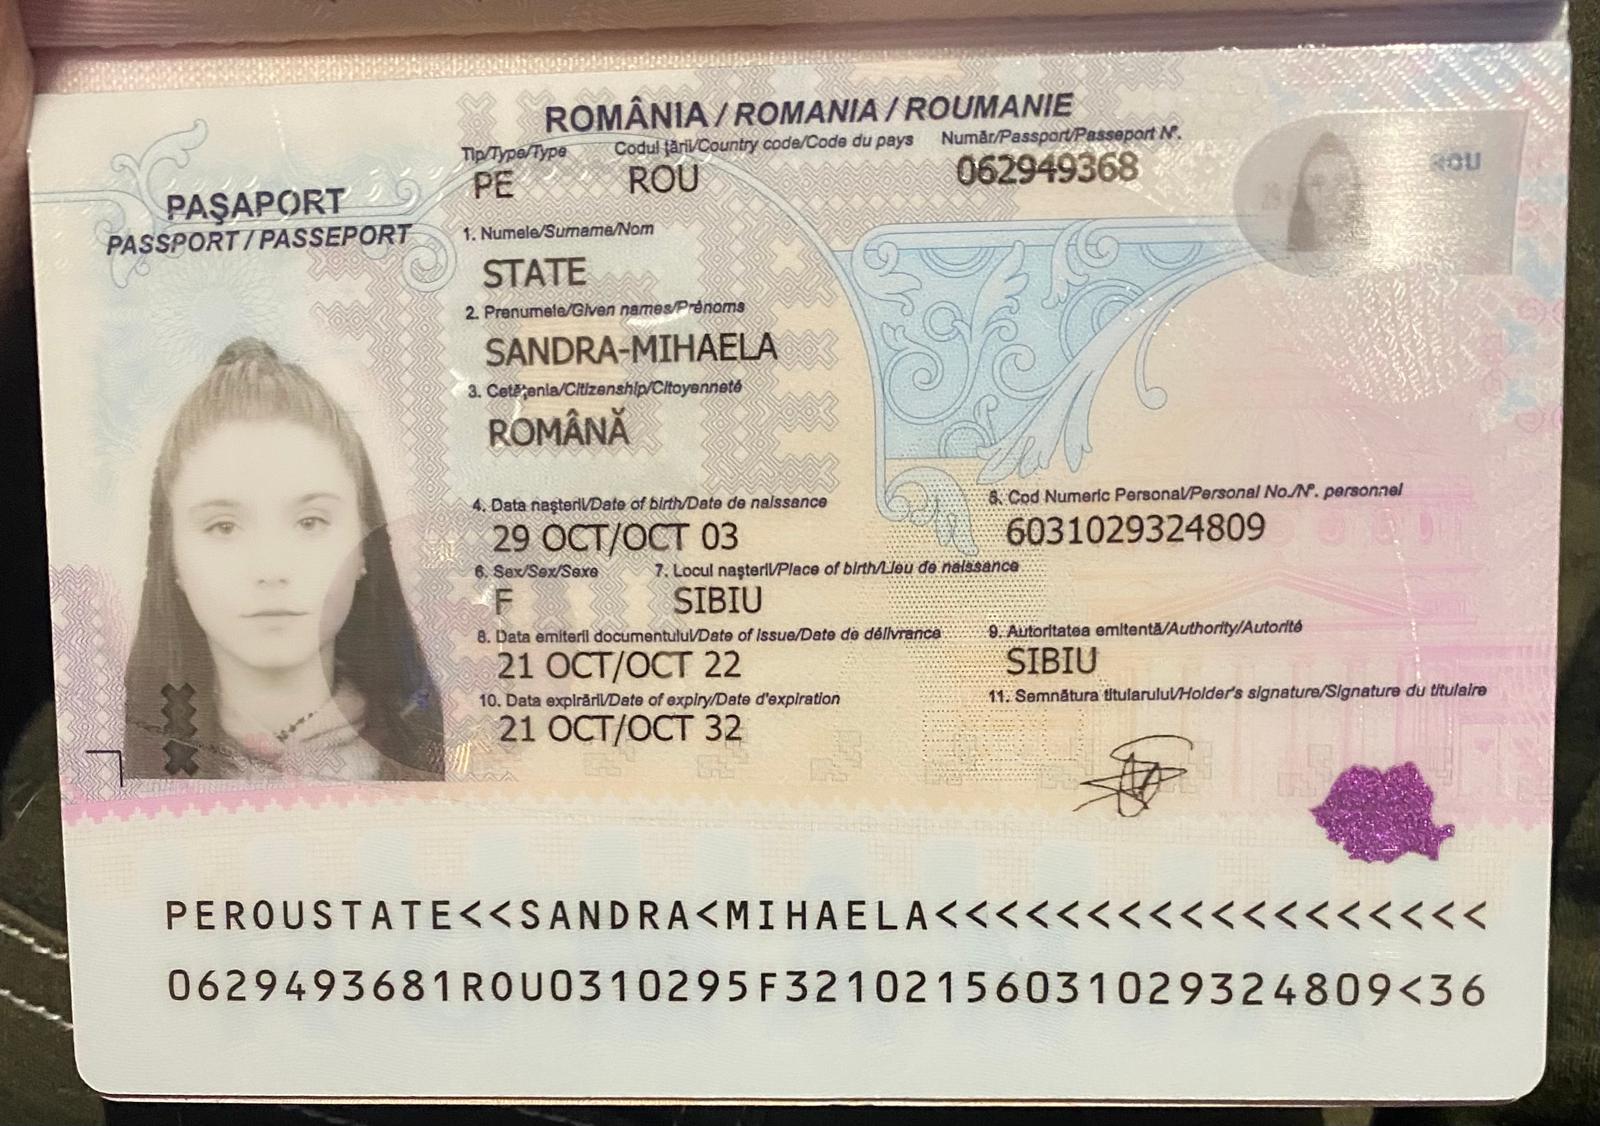 ROMÂNIA / ROMANIA / ROUMANIE
Tip/Type/Type Codul ţării/Country code/Code du pays Număr/Passport/Passeport Nº.
PE ROU 062949368
ROU
PAŞAPORT
PASSPORT / PASSEPORT
1. Numele/Surname/Nom
STATE
2. Prenumele/Given names/Prénoms
SANDRA-MIHAELA
3. Cetăţenia/Citizenship/Citoyenneté
ROMÂNĂ
4. Data naşterii/Date of birth/Date de naissance
29 OCT/OCT 03
5. Cod Numeric Personal/Personal No./Nº. personnel
6031029324809
6. Sex/Sex/Sexe 7. Locul naşterii/Place of birth/Lieu de naissance
F SIBIU
8. Data emiterii documentului/Date of issue/Date de délivrance
21 OCT/OCT 22
9. Autoritatea emitentă/Authority/Autorité
SIBIU
10. Data expirării/Date of expiry/Date d'expiration
21 OCT/OCT 32
11. Semnătura titularului/Holder's signature/Signature du titulaire
PEROUSTATE<<SANDRA<MIHAELA<<<<<<<<<<<<<<<<<<
0629493681ROU0310295F32102156031029324809<36